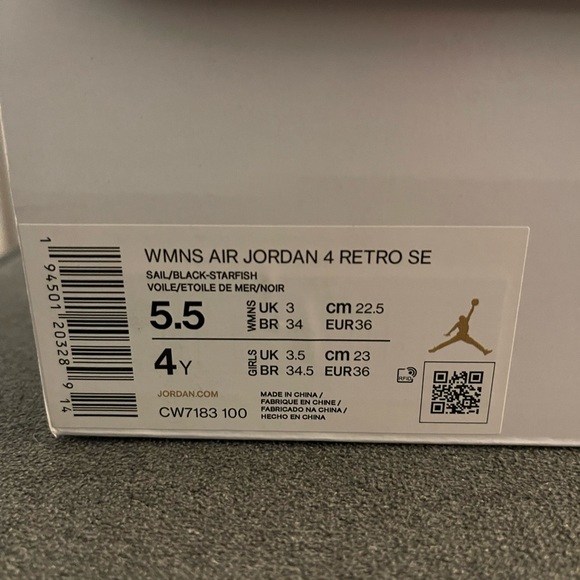 WMNS AIR JORDAN 4 RETRO SE
SAIL/BLACK-STARFISH
VOILE/ETOILE DE MER/NOIR
5.5 WMNS UK 3 cm 22.5
BR 34 EUR36
4Y GIRLS UK 3.5 cm 23
BR 34.5 EUR36
RFID
JORDAN.COM
CW7183 100
MADE IN CHINA /
FABRIQUE EN CHINE /
FABRICADO NA CHINA /
HECHO EN CHINA
1 94501 20328 9 14